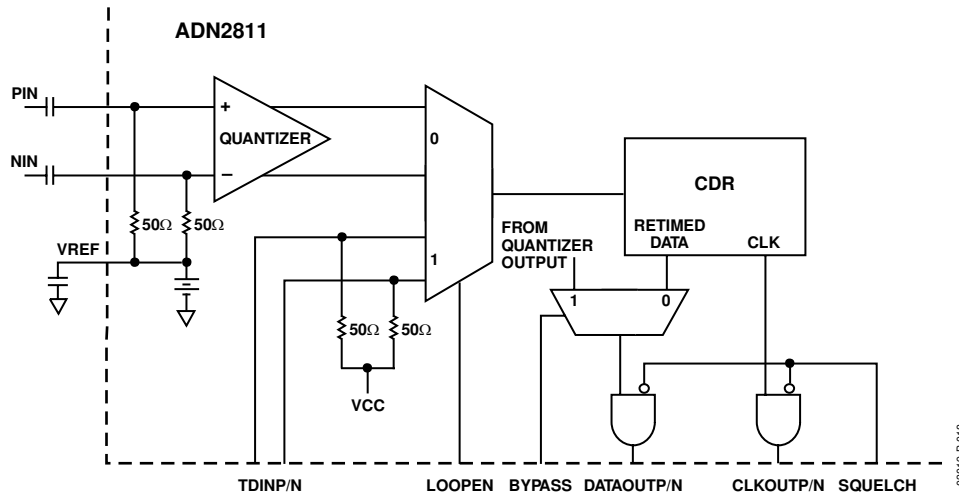 ADN2811
PIN
+
QUANTIZER
NIN
−
0
50Ω
50Ω
VREF
1
50Ω
50Ω
VCC
CDR
RETIMED
DATA
CLK
FROM
QUANTIZER
OUTPUT
1
0
TDINP/N
LOOPEN
BYPASS
DATAOUTP/N
CLKOUTP/N
SQUELCH